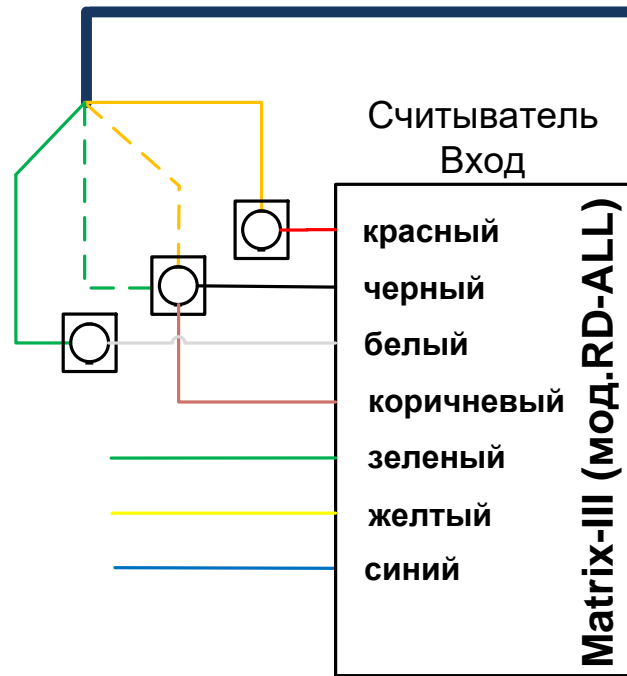 Считыватель
Вход
красный
черный
белый
коричневый
зеленый
желтый
синий
Matrix-III (мод.RD-ALL)